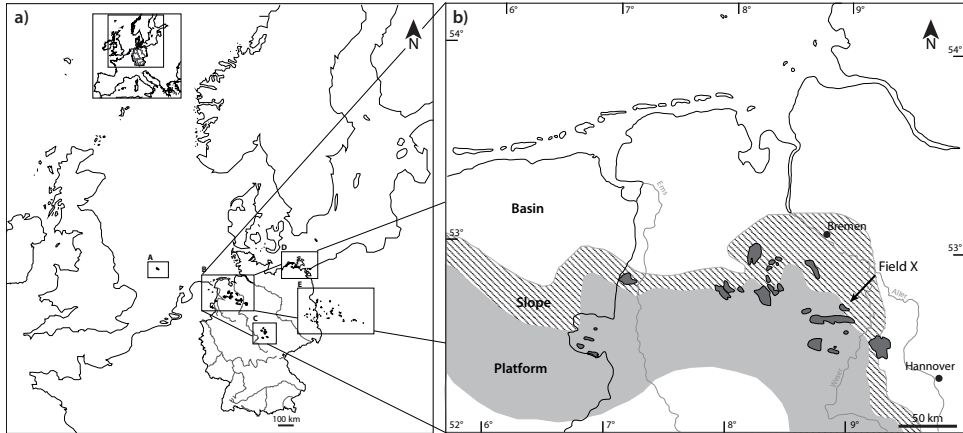 a)
N
A
B
C
D
E
100 km
b)
6°
7°
8°
9°
54°
54°
N
Ems
Basin
Bremen
53°
53°
Field X
Slope
Aller
Platform
Weser
Hannover
52°
6°
7°
8°
9°
50 km